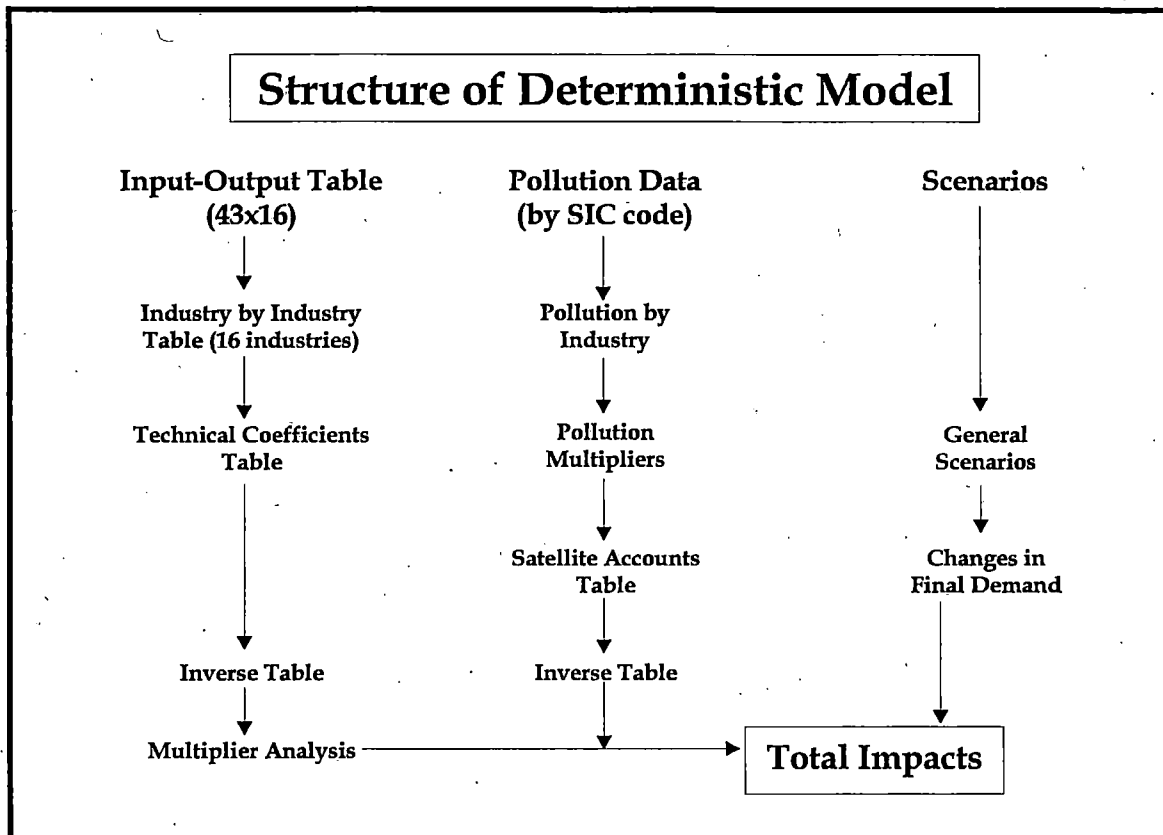 Structure of Deterministic Model
Input-Output Table
(43x16)
Industry by Industry
Table (16 industries)
Technical Coefficients
Table
Inverse Table
Multiplier Analysis
Pollution Data
(by SIC code)
Pollution by
Industry
Pollution
Multipliers
Satellite Accounts
Table
Inverse Table
Scenarios
General
Scenarios
Changes in
Final Demand
Total Impacts